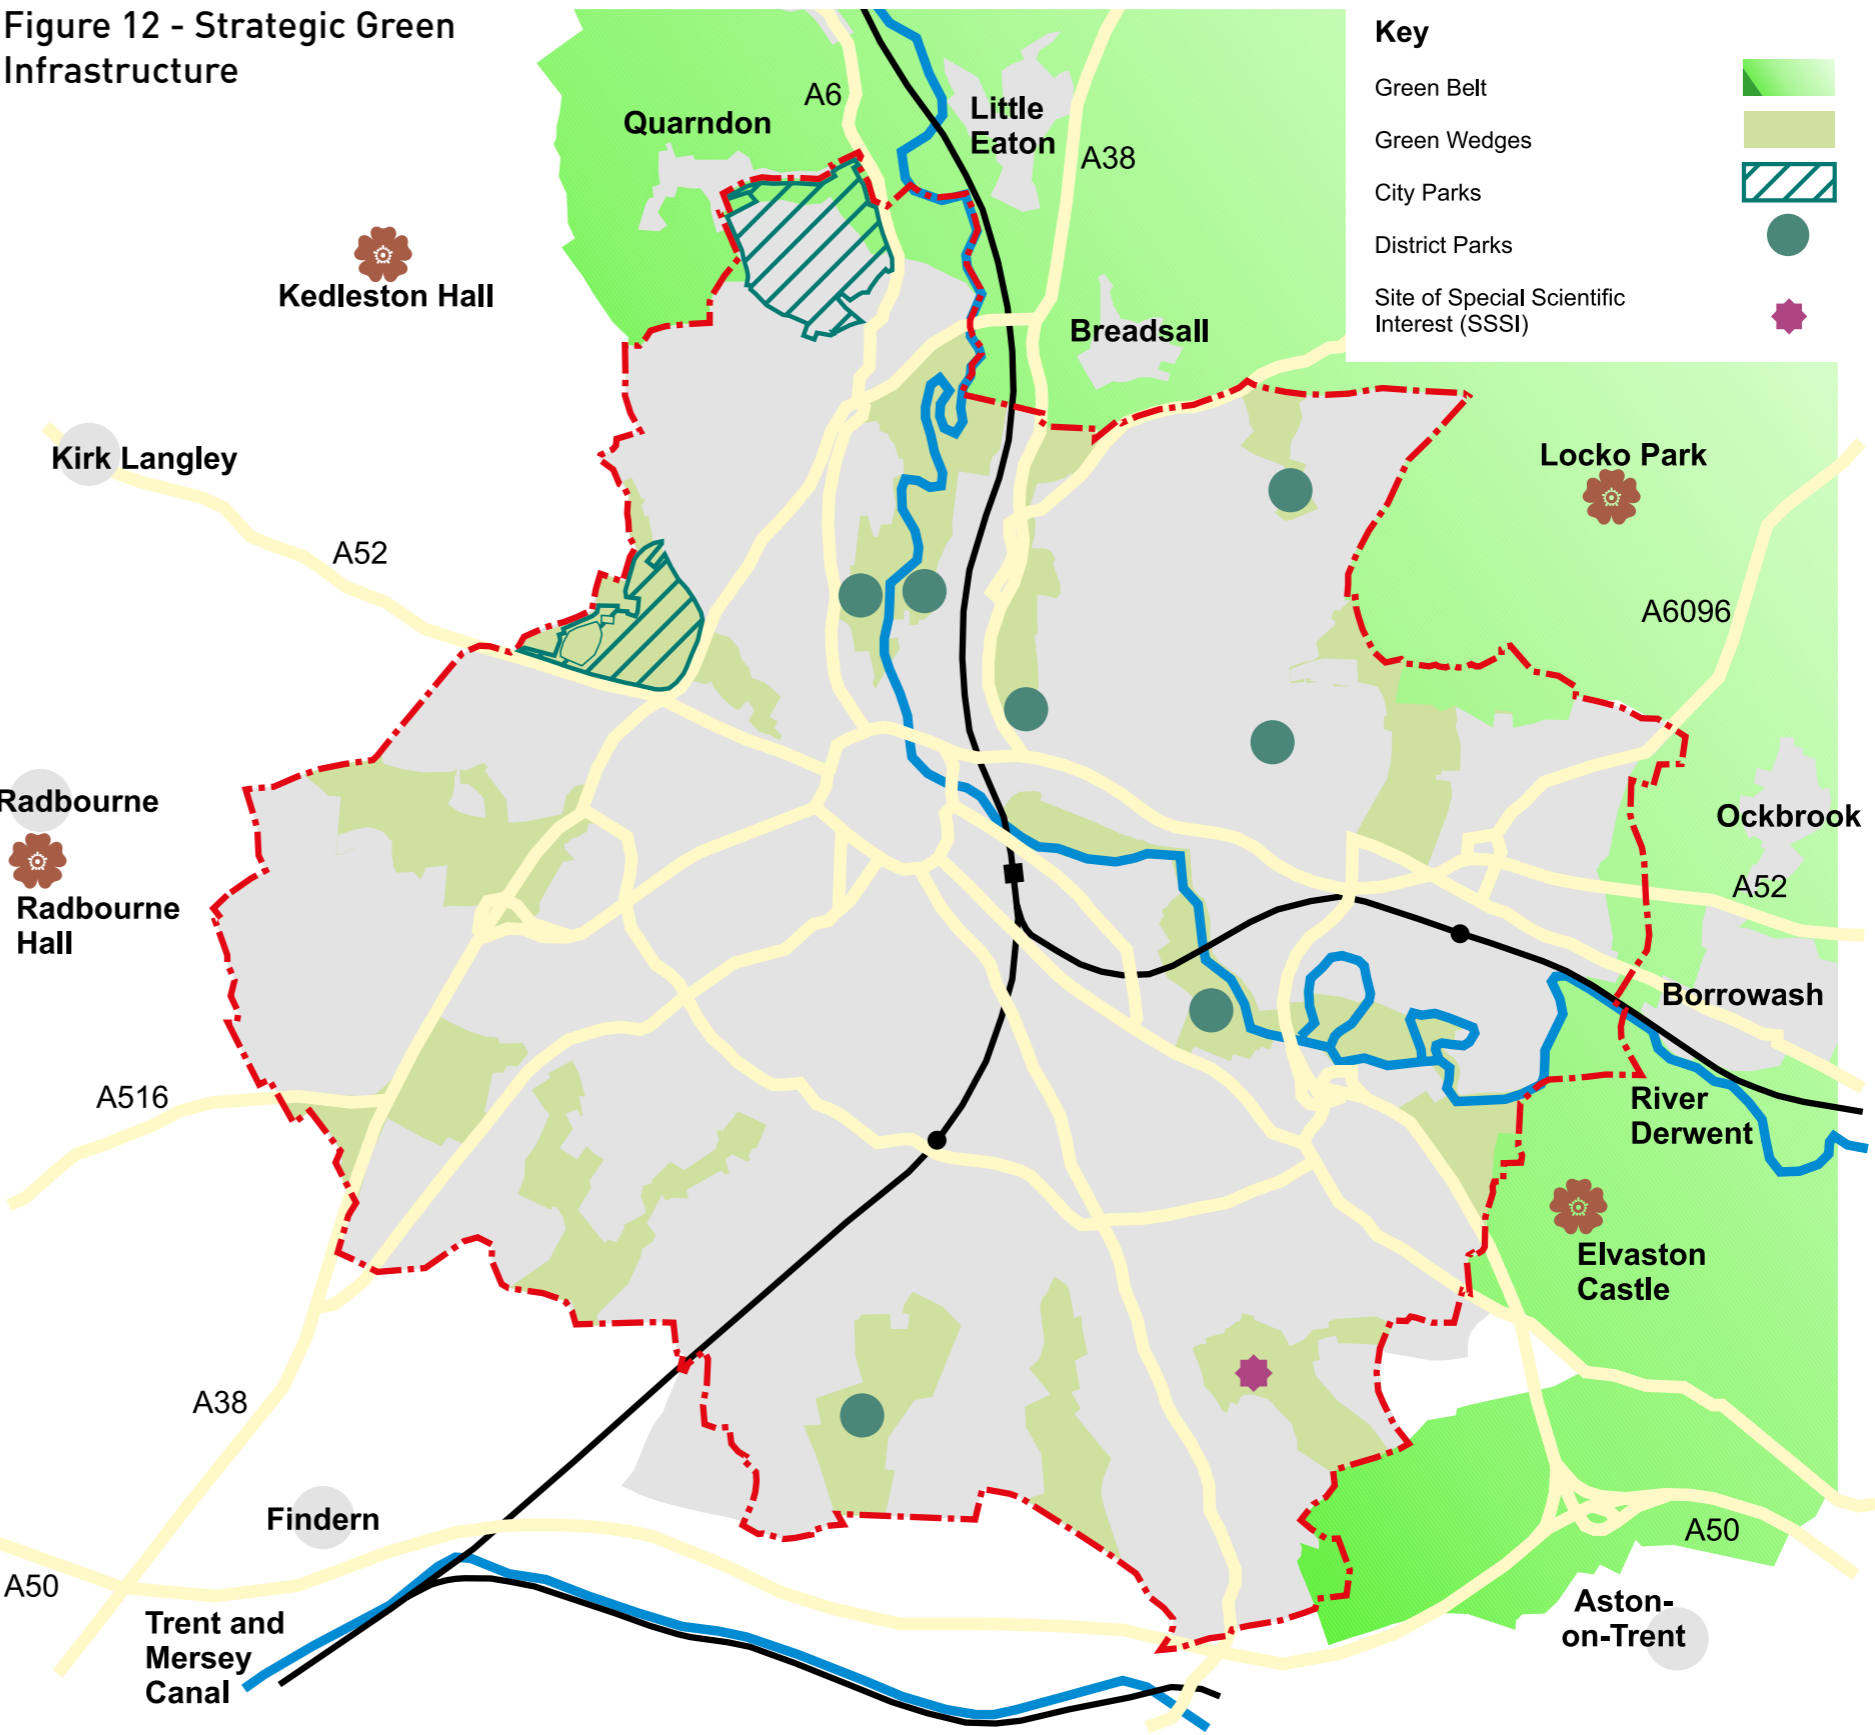 Figure 12 - Strategic Green
Infrastructure
Key
Green Belt
Green Wedges
City Parks
District Parks
Site of Special Scientific
Interest (SSSI)
A6
Quarndon
Little
Eaton
A38
Kedleston Hall
Breadsall
Kirk Langley
Locko Park
A52
A6096
Radbourne
Ockbrook
A52
Radbourne
Hall
Borrowash
A516
River
Derwent
Elvaston
Castle
A38
Findern
A50
A50
Aston-
on-Trent
Trent and
Mersey
Canal